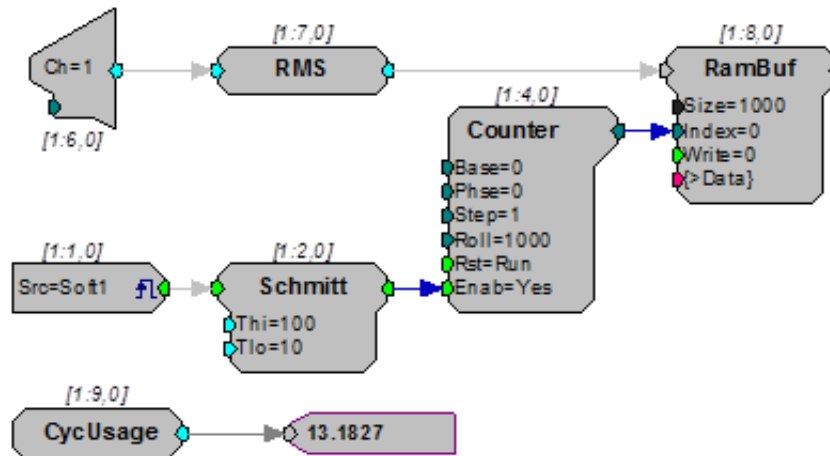 [1:7,0]
[1:8,0]
Ch=1
RMS
RamBuf
[1:6,0]
[1:4,0]
Size=1000
Counter
Index=0
Write=0
Base=0
{>Data}
Phse=0
Step=1
[1:1,0]
[1:2,0]
Roll=1000
Rst=Run
Src=Soft1
Schmitt
Enab=Yes
Thi=100
Tlo=10
[1:9,0]
CycUsage
13.1827